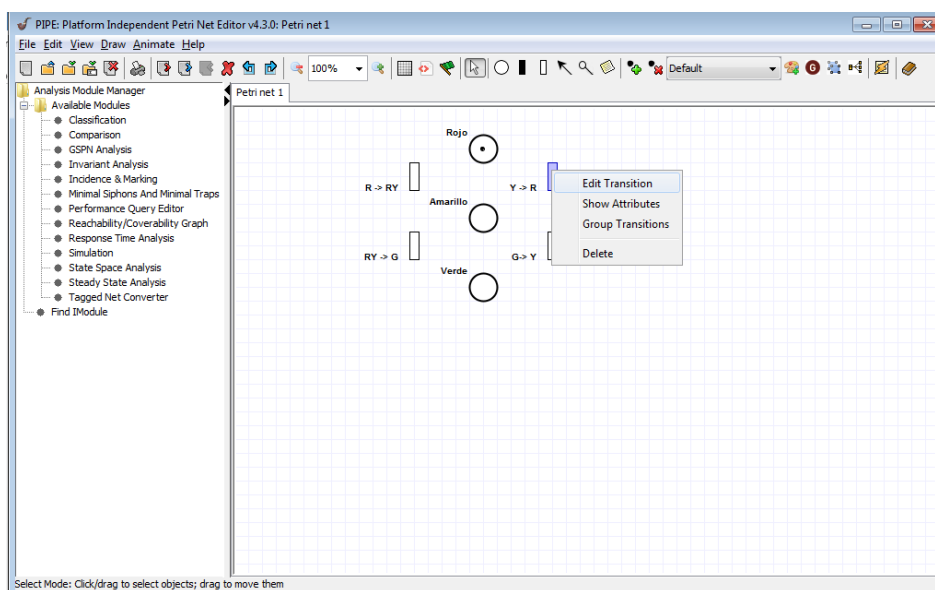 PIPE: Platform Independent Petri Net Editor v4.3.0: Petri net 1
File Edit View Draw Animate Help
100%
Default
Analysis Module Manager
Available Modules
Classification
Comparison
GSPN Analysis
Invariant Analysis
Incidence & Marking
Minimal Siphons And Minimal Traps
Performance Query Editor
Reachability/Coverability Graph
Response Time Analysis
Simulation
State Space Analysis
Steady State Analysis
Tagged Net Converter
Find IModule
Petri net 1
Rojo
R -> RY
Y -> R
Amarillo
RY -> G
G-> Y
Verde
Edit Transition
Show Attributes
Group Transitions
Delete
Select Mode: Click/drag to select objects; drag to move them